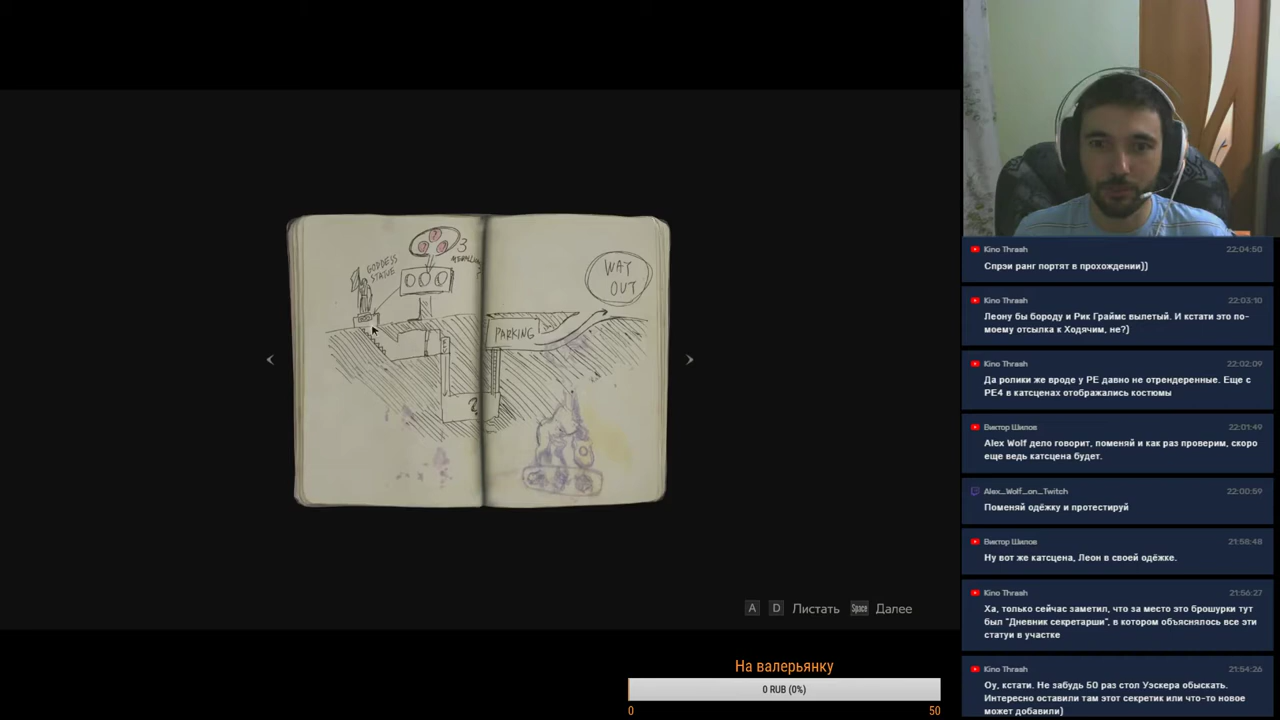 GODDESS
STATUE
3
WAY
OUT
PARKING
?
A D Листать Space Далее
На валерьянку
0 RUB (0%)
0 50
Kino Thrash 22:04:50
Спрэи ранг портят в прохождении))
Kino Thrash 22:03:10
Леону бы бороду и Рик Граймс вылетый. И кстати это по-
моему отсылка к Ходячим, не?)
Kino Thrash 22:02:09
Да ролики же вроде у РЕ давно не отрендеренные. Еще с
РЕ4 в катсценах отображались костюмы
Виктор Шилов 22:01:49
Alex Wolf дело говорит, поменяй и как раз проверим, скоро
еще ведь катсцена будет.
Alex_Wolf_on_Twitch 22:00:59
Поменяй одёжку и протестируй
Виктор Шилов 21:58:48
Ну вот же катсцена, Леон в своей одёжке.
Kino Thrash 21:56:27
Ха, только сейчас заметил, что за место это брошурки тут
был "Дневник секретарши", в котором объяснялось все эти
статуи в участке
Kino Thrash 21:54:26
Оу, кстати. Не забудь 50 раз стол Уэскера обыскать.
Интересно оставили там этот секретик или что-то новое
может добавили)